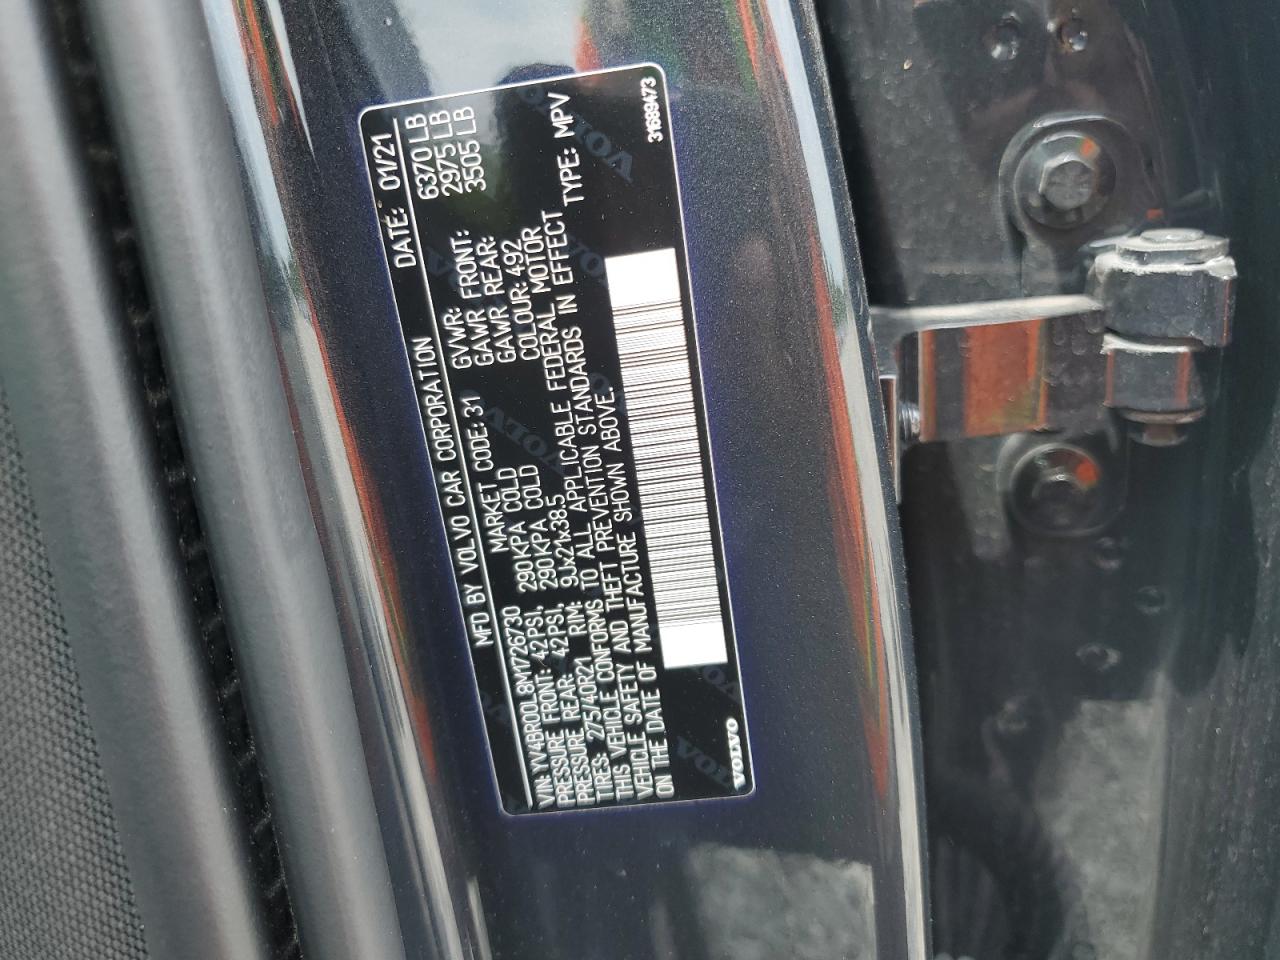 MFD BY VOLVO CAR CORPORATION DATE: 01/21
MARKET CODE: 31 GVWR: 6370 LB
GAWR FRONT: 2975 LB
GAWR REAR: 3505 LB
VIN: YV4BR00L8M1726730 COLOUR: 492
PRESSURE FRONT: 42PSI, 290KPA COLD
PRESSURE REAR: 42PSI, 290KPA COLD
TIRES: 275/40R21 RIM: 9Jx21x38.5
THIS VEHICLE CONFORMS TO ALL APPLICABLE FEDERAL MOTOR
VEHICLE SAFETY AND THEFT PREVENTION STANDARDS IN EFFECT
ON THE DATE OF MANUFACTURE SHOWN ABOVE. TYPE: MPV
VOLVO
31689473